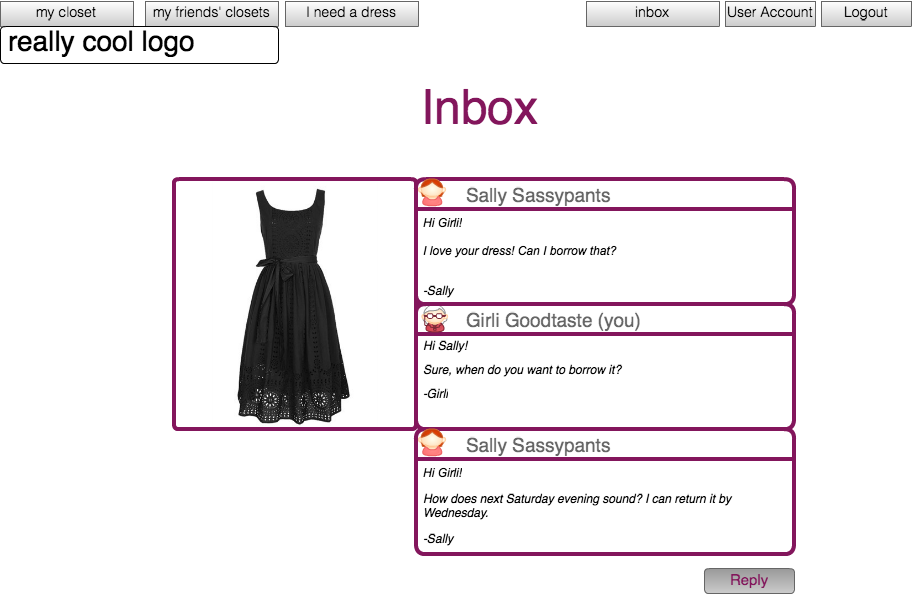 my closet
my friends' closets
I need a dress
inbox
User Account
Logout
really cool logo
Inbox
Sally Sassypants
Hi Girli!
I love your dress! Can I borrow that?
-Sally
Girli Goodtaste (you)
Hi Sally!
Sure, when do you want to borrow it?
-Girli
Sally Sassypants
Hi Girli!
How does next Saturday evening sound? I can return it by
Wednesday.
-Sally
Reply